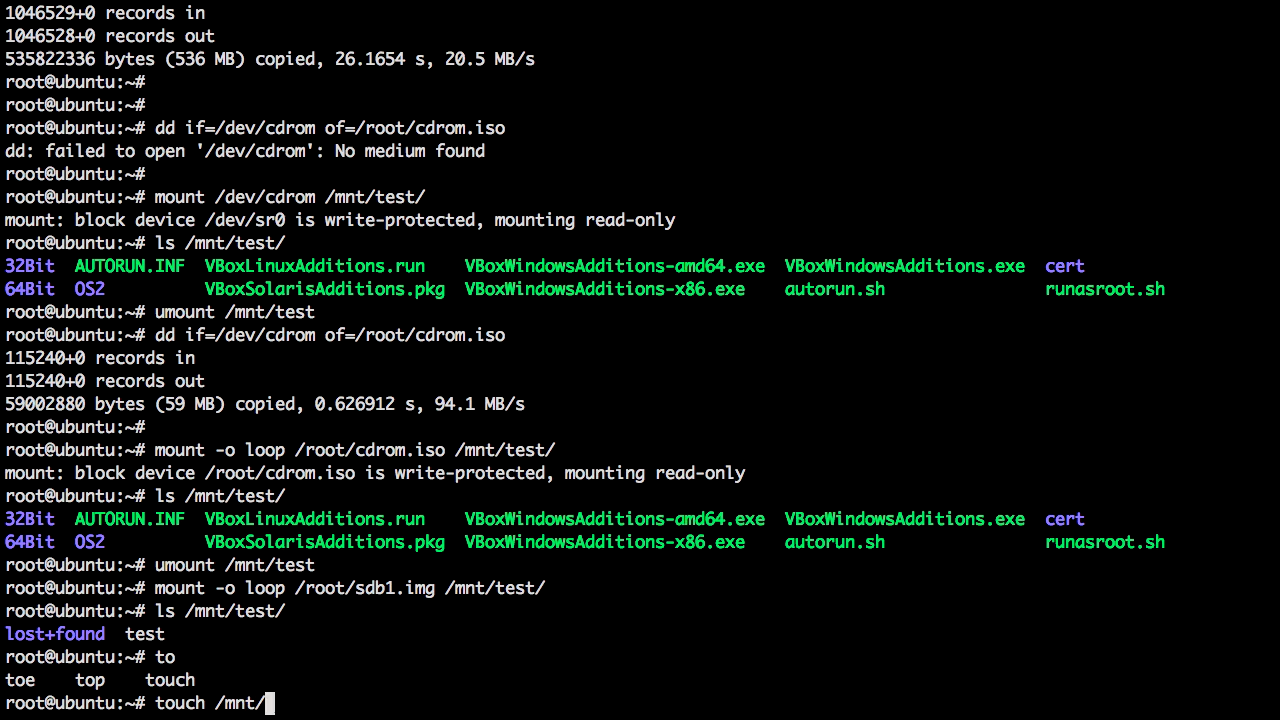 1046529+0 records in
1046528+0 records out
535822336 bytes (536 MB) copied, 26.1654 s, 20.5 MB/s
root@ubuntu:~#
root@ubuntu:~#
root@ubuntu:~# dd if=/dev/cdrom of=/root/cdrom.iso
dd: failed to open '/dev/cdrom': No medium found
root@ubuntu:~#
root@ubuntu:~# mount /dev/cdrom /mnt/test/
mount: block device /dev/sr0 is write-protected, mounting read-only
root@ubuntu:~# ls /mnt/test/
32Bit  AUTORUN.INF  VBoxLinuxAdditions.run    VBoxWindowsAdditions-amd64.exe  VBoxWindowsAdditions.exe  cert
64Bit  OS2          VBoxSolarisAdditions.pkg  VBoxWindowsAdditions-x86.exe    autorun.sh                runasroot.sh
root@ubuntu:~# umount /mnt/test
root@ubuntu:~# dd if=/dev/cdrom of=/root/cdrom.iso
115240+0 records in
115240+0 records out
59002880 bytes (59 MB) copied, 0.626912 s, 94.1 MB/s
root@ubuntu:~#
root@ubuntu:~# mount -o loop /root/cdrom.iso /mnt/test/
mount: block device /root/cdrom.iso is write-protected, mounting read-only
root@ubuntu:~# ls /mnt/test/
32Bit  AUTORUN.INF  VBoxLinuxAdditions.run    VBoxWindowsAdditions-amd64.exe  VBoxWindowsAdditions.exe  cert
64Bit  OS2          VBoxSolarisAdditions.pkg  VBoxWindowsAdditions-x86.exe    autorun.sh                runasroot.sh
root@ubuntu:~# umount /mnt/test
root@ubuntu:~# mount -o loop /root/sdb1.img /mnt/test/
root@ubuntu:~# ls /mnt/test/
lost+found  test
root@ubuntu:~# to
toe    top    touch
root@ubuntu:~# touch /mnt/